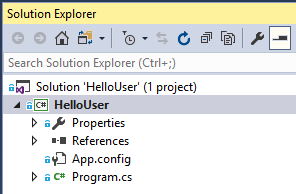 Solution Explorer
Search Solution Explorer (Ctrl+;)
Solution 'HelloUser' (1 project)
C# HelloUser
Properties
References
App.config
C# Program.cs